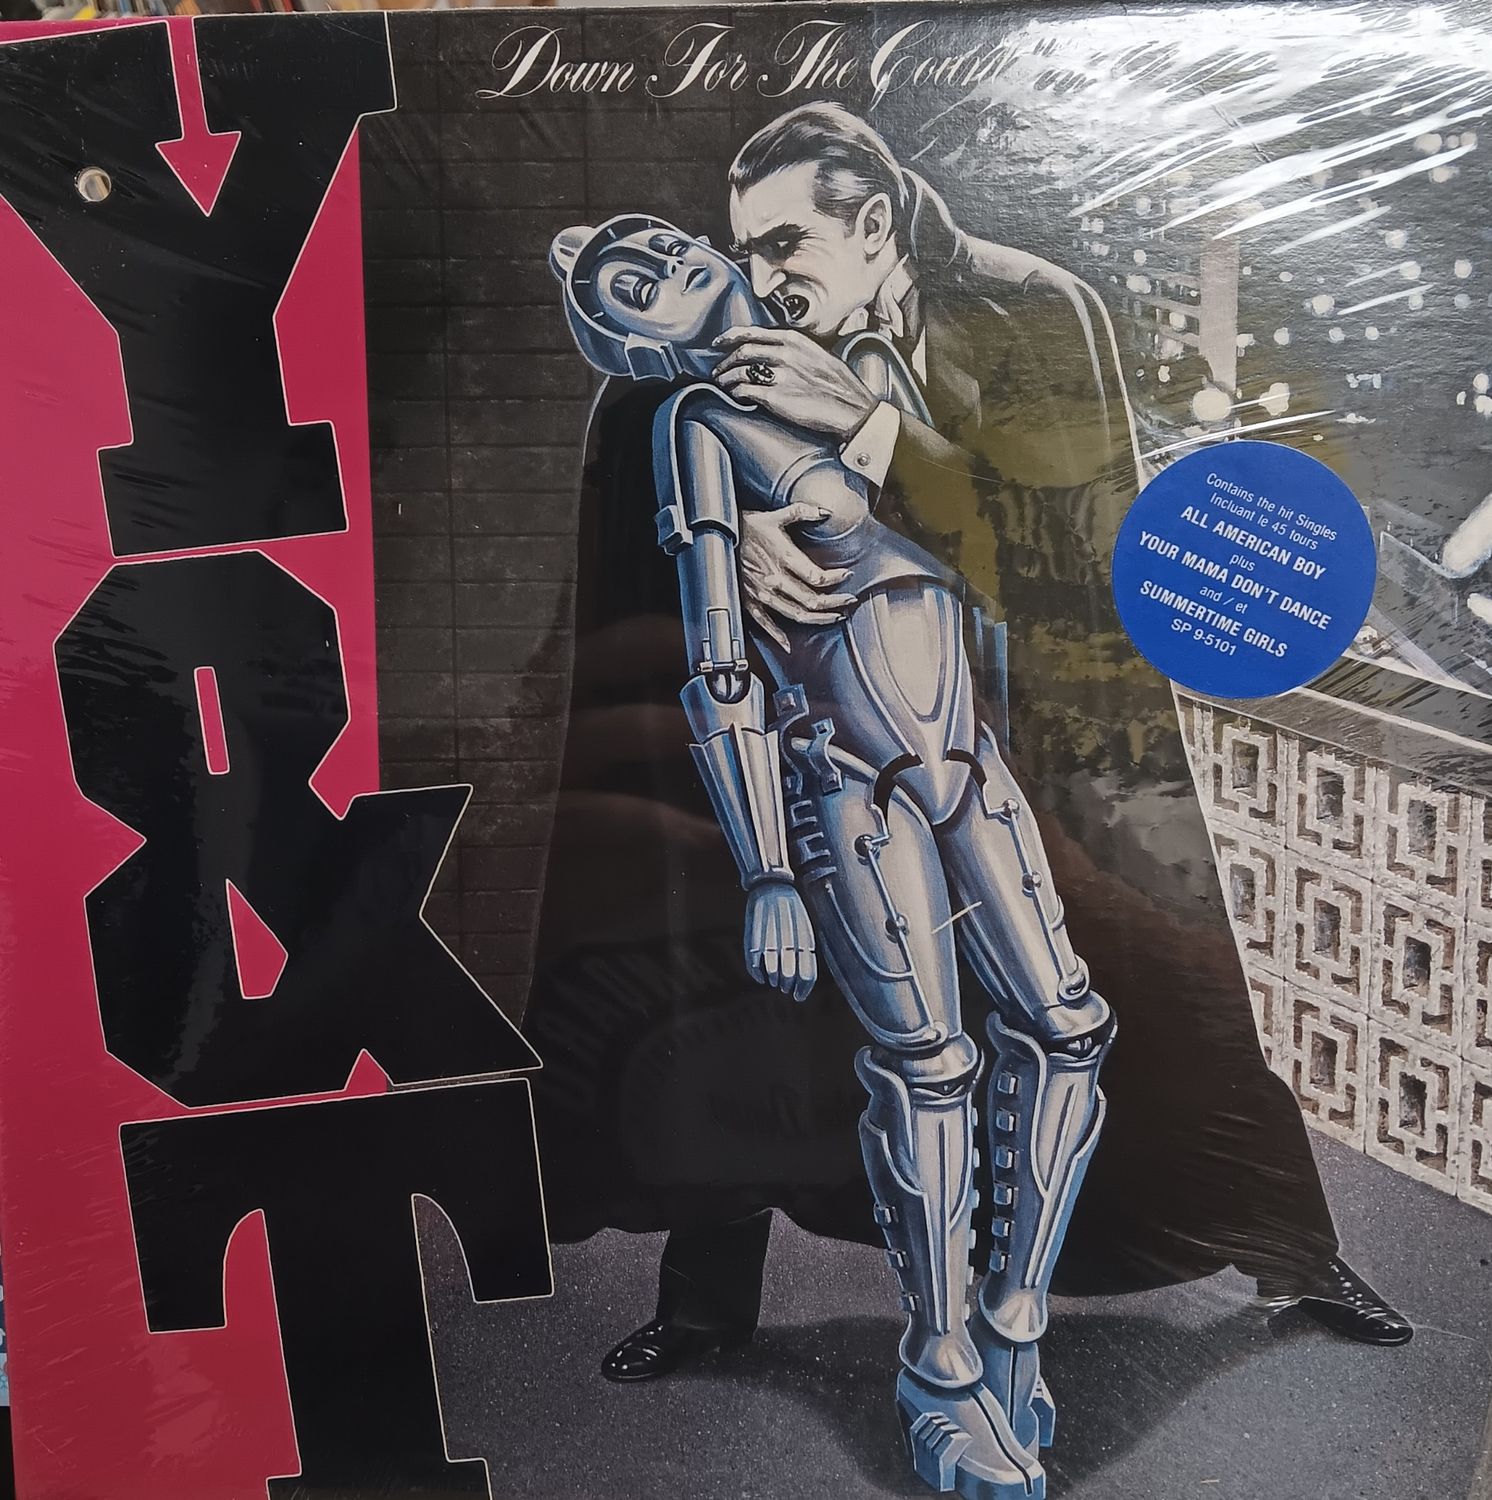 Down For The Count
Y&T
Contains the hit Singles
Incluant le 45 tours
ALL AMERICAN BOY
plus
YOUR MAMA DON'T DANCE
and / et
SUMMERTIME GIRLS
SP 9-5101